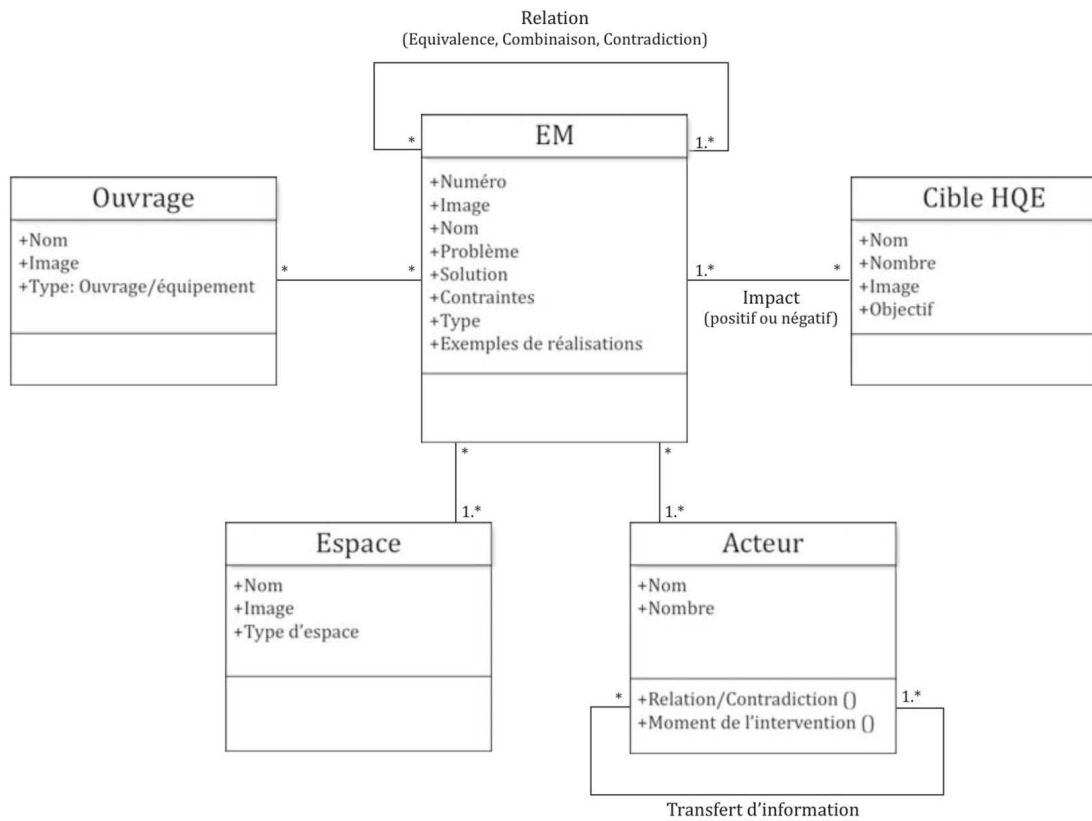 Relation
(Equivalence, Combinaison, Contradiction)
EM
* 1.*
+Numéro
+Image
+Nom
+Problème
+Solution
+Contraintes
+Type
+Exemples de réalisations
Ouvrage
+Nom
+Image
+Type: Ouvrage/équipement
* *
Cible HQE
+Nom
+Nombre
+Image
+Objectif
1.* *
Impact
(positif ou négatif)
* *
1.* 1.*
Espace
+Nom
+Image
+Type d'espace
Acteur
+Nom
+Nombre
* 1.*
+Relation/Contradiction ()
+Moment de l'intervention ()
Transfert d'information